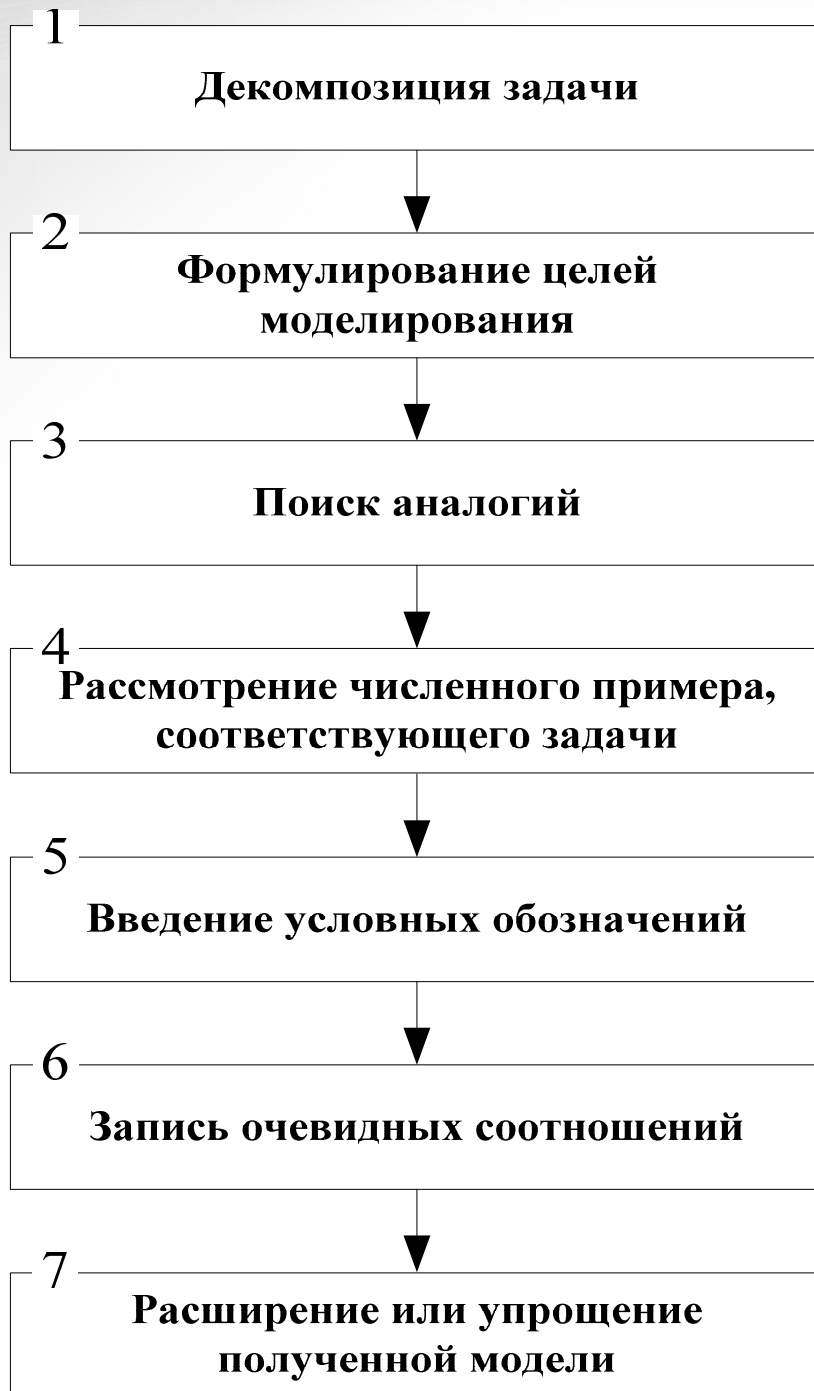 1
Декомпозиция задачи
2
Формулирование целей
моделирования
3
Поиск аналогий
4
Рассмотрение численного примера,
соответствующего задачи
5
Введение условных обозначений
6
Запись очевидных соотношений
7
Расширение или упрощение
полученной модели